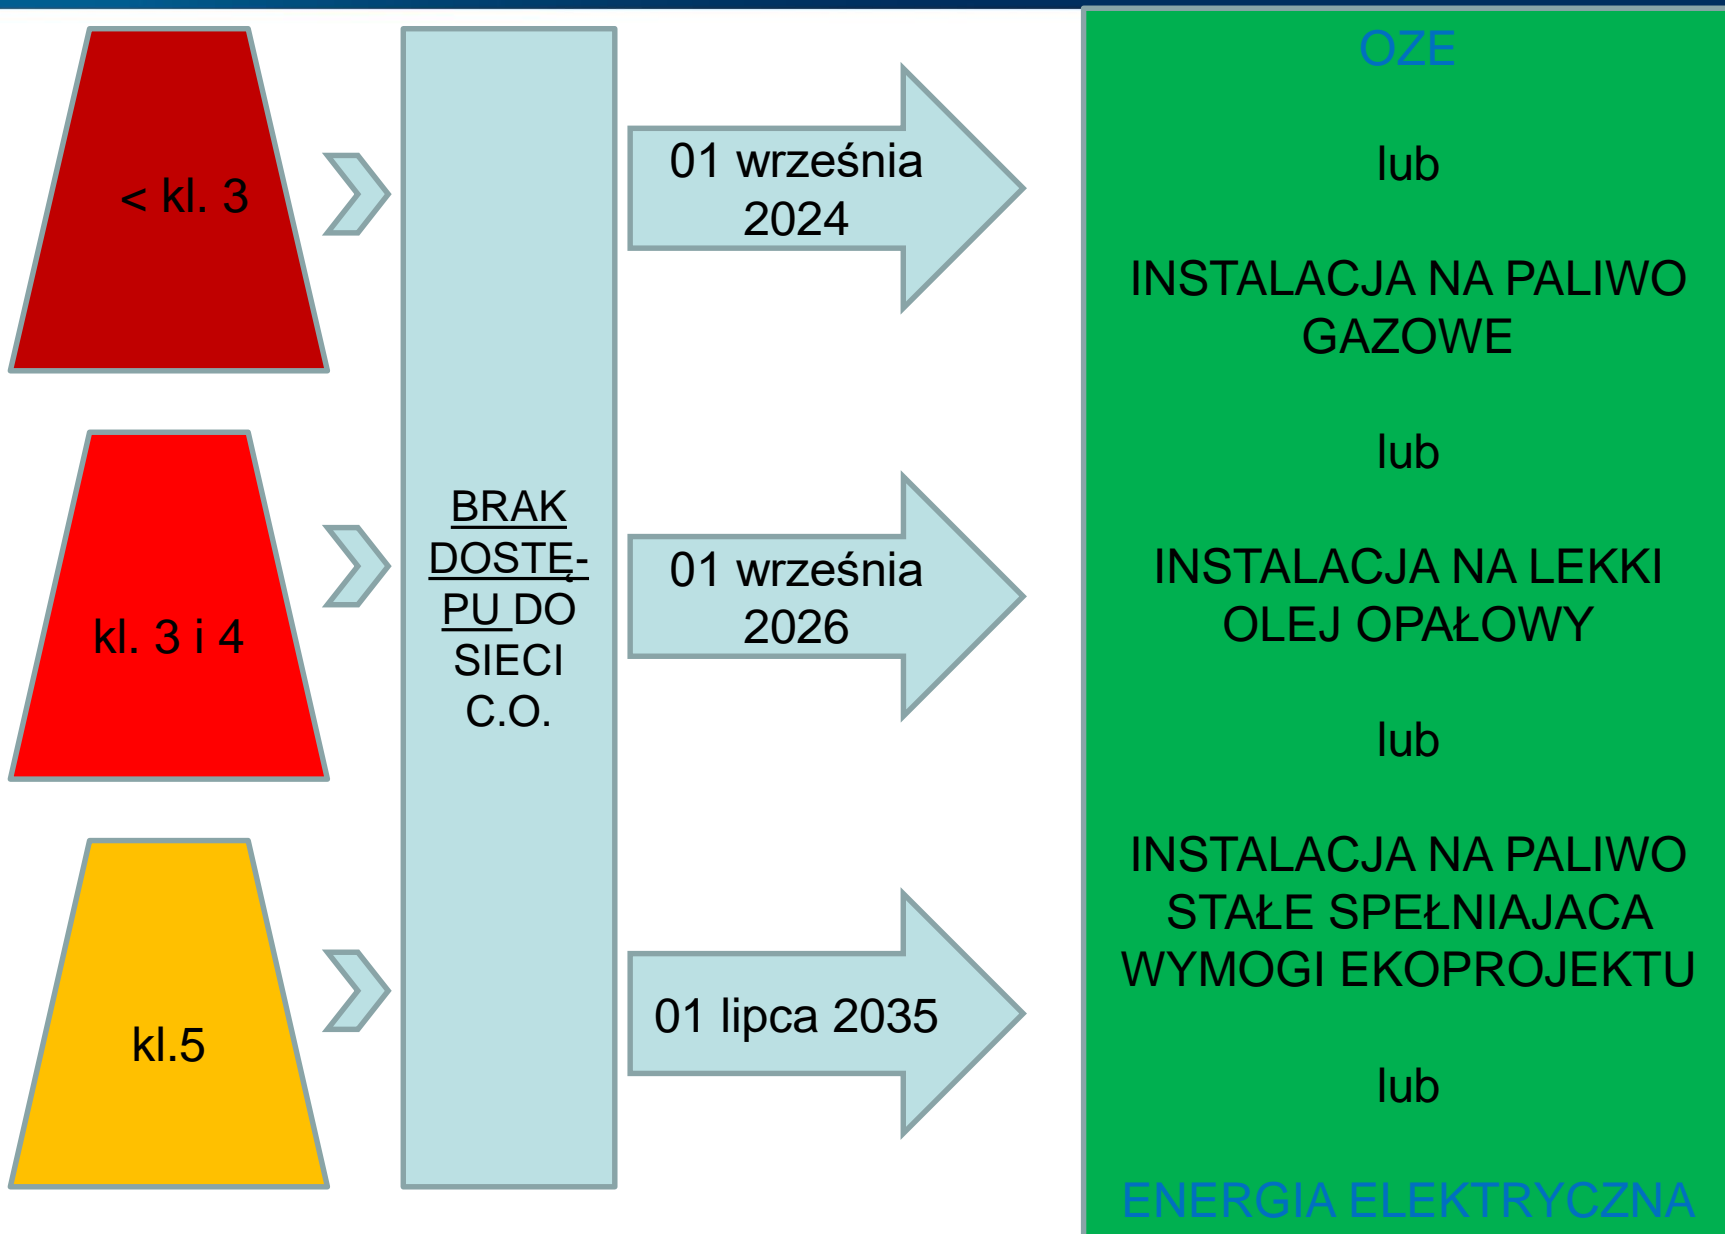 < kl. 3
kl. 3 i 4
kl.5
BRAK
DOSTĘ-
PU DO
SIECI
C.O.
01 września
2024
01 września
2026
01 lipca 2035
OZE
lub
INSTALACJA NA PALIWO
GAZOWE
lub
INSTALACJA NA LEKKI
OLEJ OPAŁOWY
lub
INSTALACJA NA PALIWO
STAŁE SPEŁNIAJACA
WYMOGI EKOPROJEKTU
lub
ENERGIA ELEKTRYCZNA